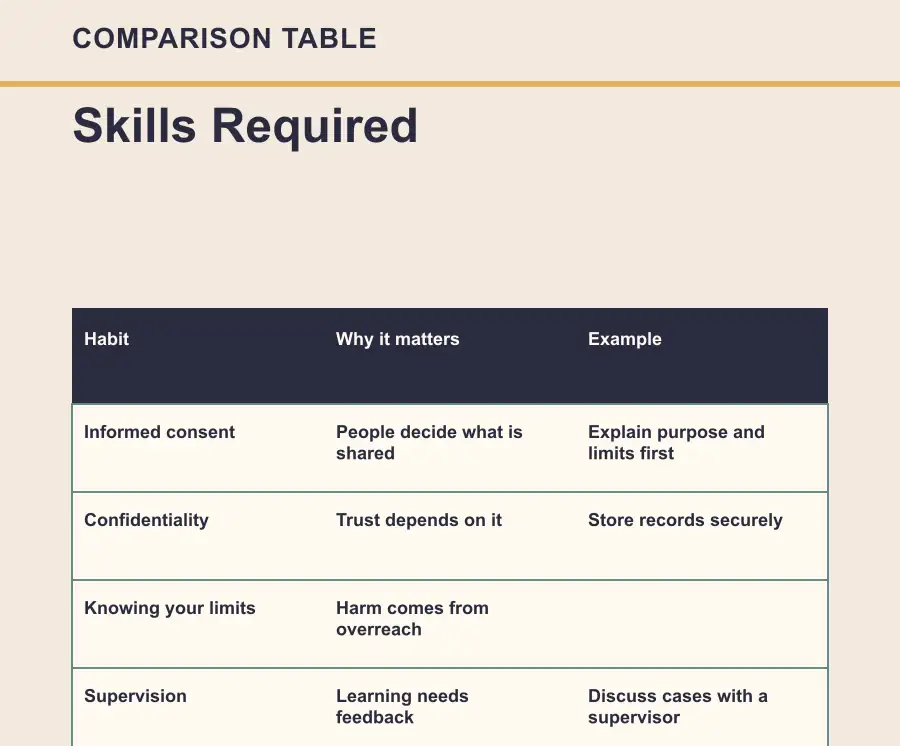 COMPARISON TABLE
Skills Required
Habit
Why it matters
Example
Informed consent
People decide what is
shared
Explain purpose and
limits first
Confidentiality
Trust depends on it
Store records securely
Knowing your limits
Harm comes from
overreach
Supervision
Learning needs
feedback
Discuss cases with a
supervisor